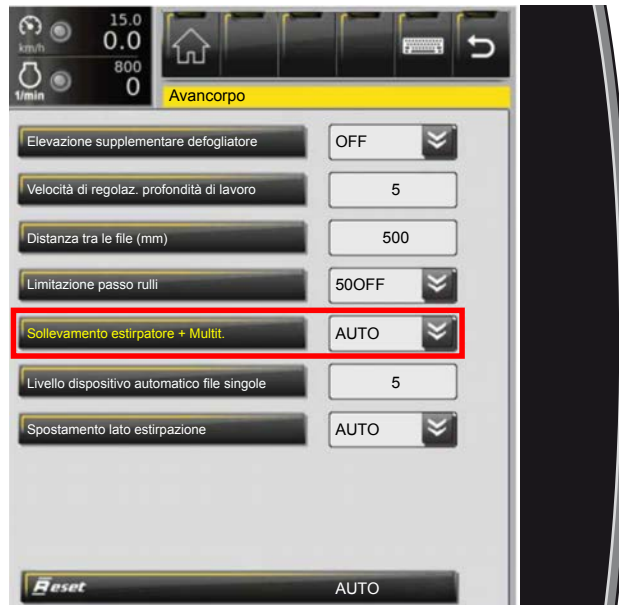 15.0
km/h 0.0
800
1/min 0
Avancorpo
Elevazione supplementare defogliatore OFF
Velocità di regolaz. profondità di lavoro 5
Distanza tra le file (mm) 500
Limitazione passo rulli 50OFF
Sollevamento estirpatore + Multit. AUTO
Livello dispositivo automatico file singole 5
Spostamento lato estirpazione AUTO
Reset AUTO